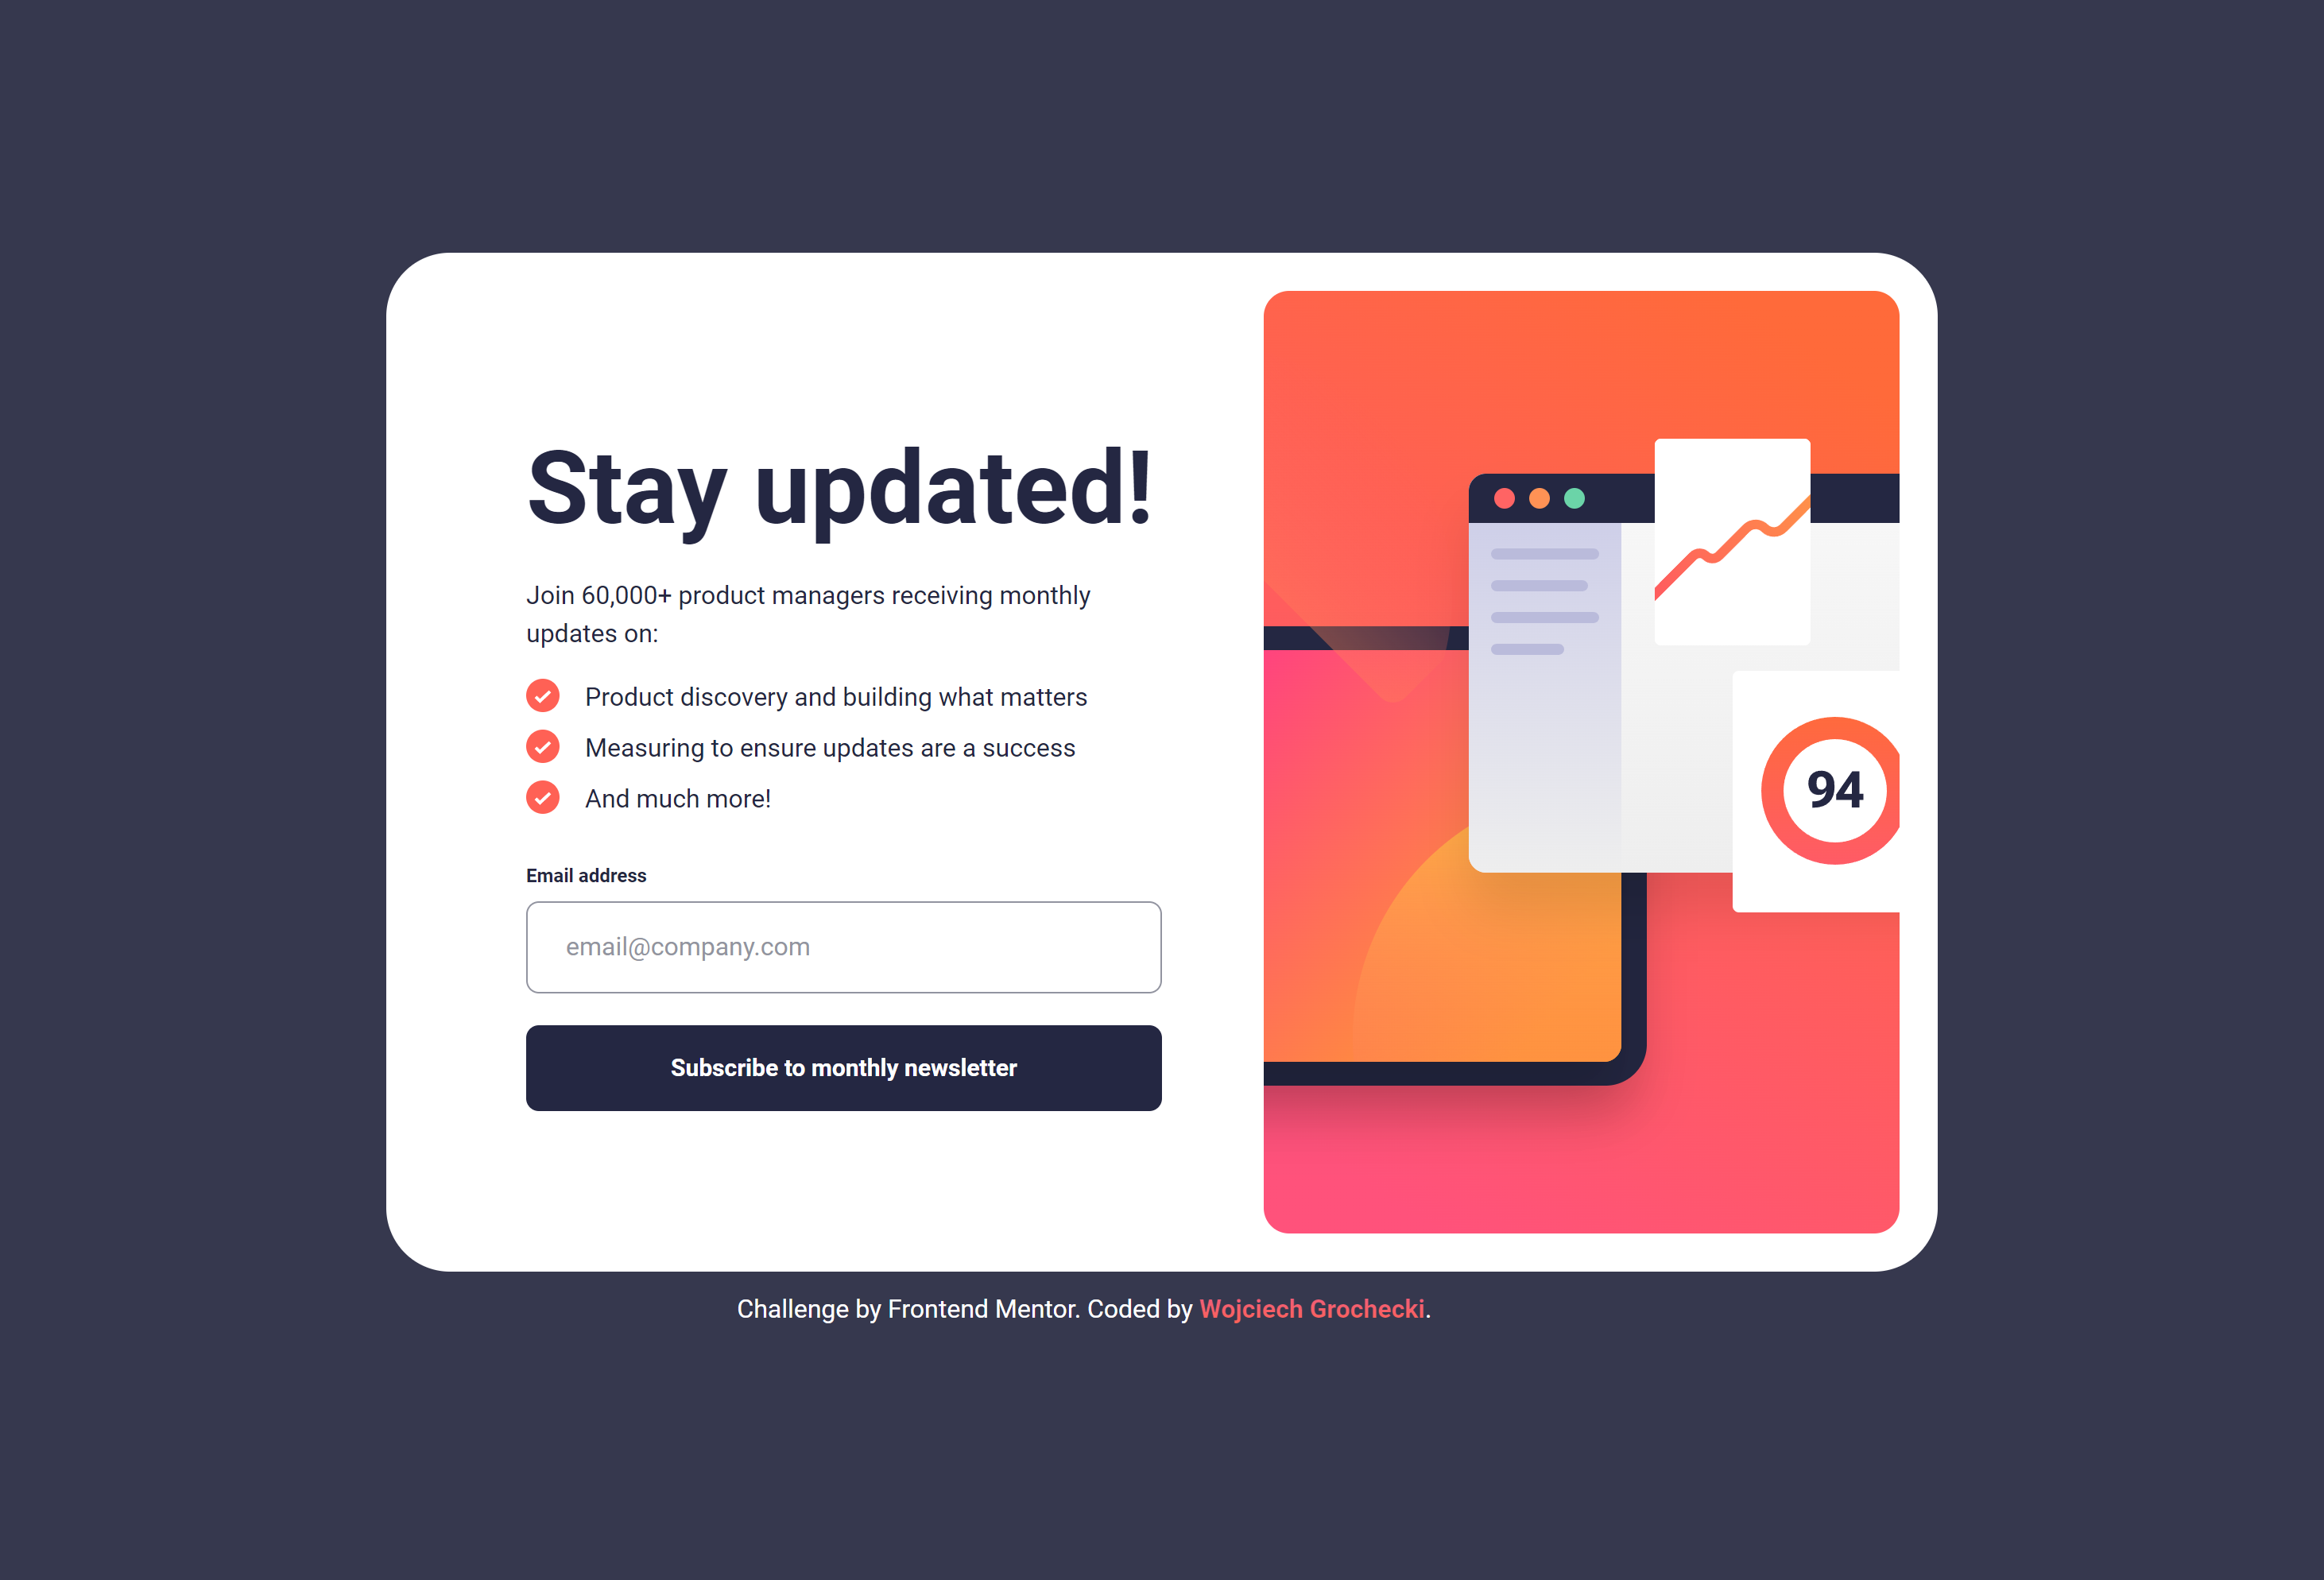 Stay updated!
Join 60,000+ product managers receiving monthly
updates on:
Product discovery and building what matters
Measuring to ensure updates are a success
And much more!
Email address
email@company.com
Subscribe to monthly newsletter
94
Challenge by Frontend Mentor. Coded by Wojciech Grochecki.